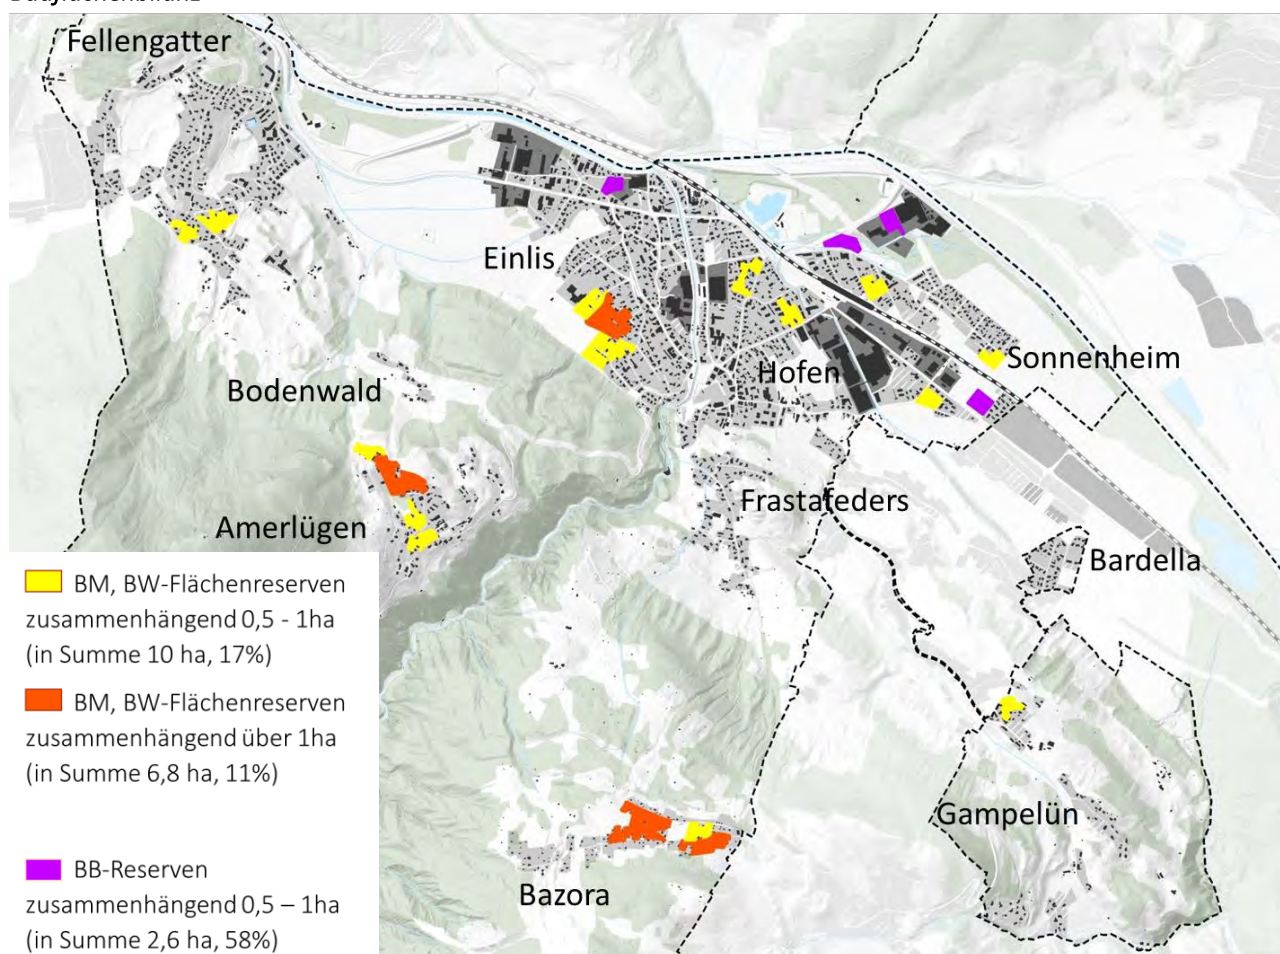 Fellengatter
Einlis
Sonnenheim
Hofen
Bodenwald
Frastafeders
Amerlügen
Bardella
BM, BW-Flächenreserven
zusammenhängend 0,5 - 1ha
(in Summe 10 ha, 17%)
BM, BW-Flächenreserven
zusammenhängend über 1ha
(in Summe 6,8 ha, 11%)
Gampelün
Bazora
BB-Reserven
zusammenhängend 0,5 – 1ha
(in Summe 2,6 ha, 58%)